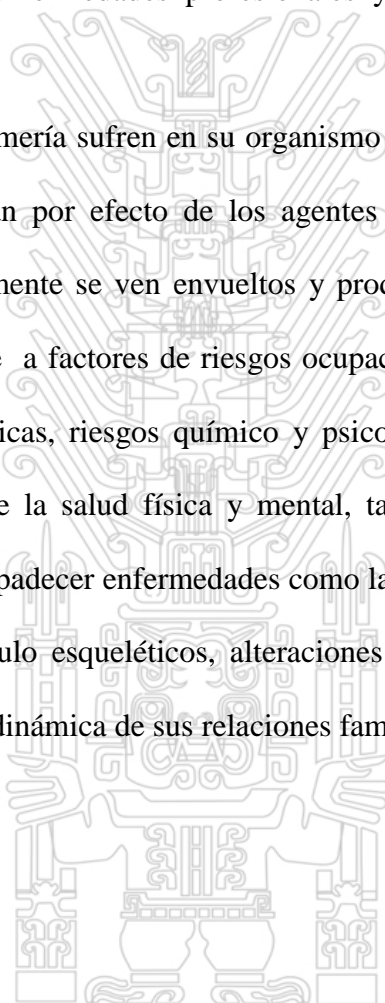 mería sufren en su organismo
n por efecto de los agentes
mente se ven envueltos y proc
e a factores de riesgos ocupac
icas, riesgos químico y psico
e la salud física y mental, ta
padecer enfermedades como la
ulo esqueléticos, alteraciones
dinámica de sus relaciones fam